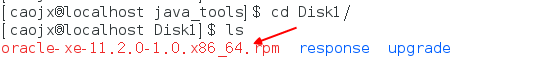 [caojx@localhost java_tools]$ cd Disk1/
[caojx@localhost Disk1]$ ls
oracle-xe-11.2.0-1.0.x86_64.rpm response upgrade